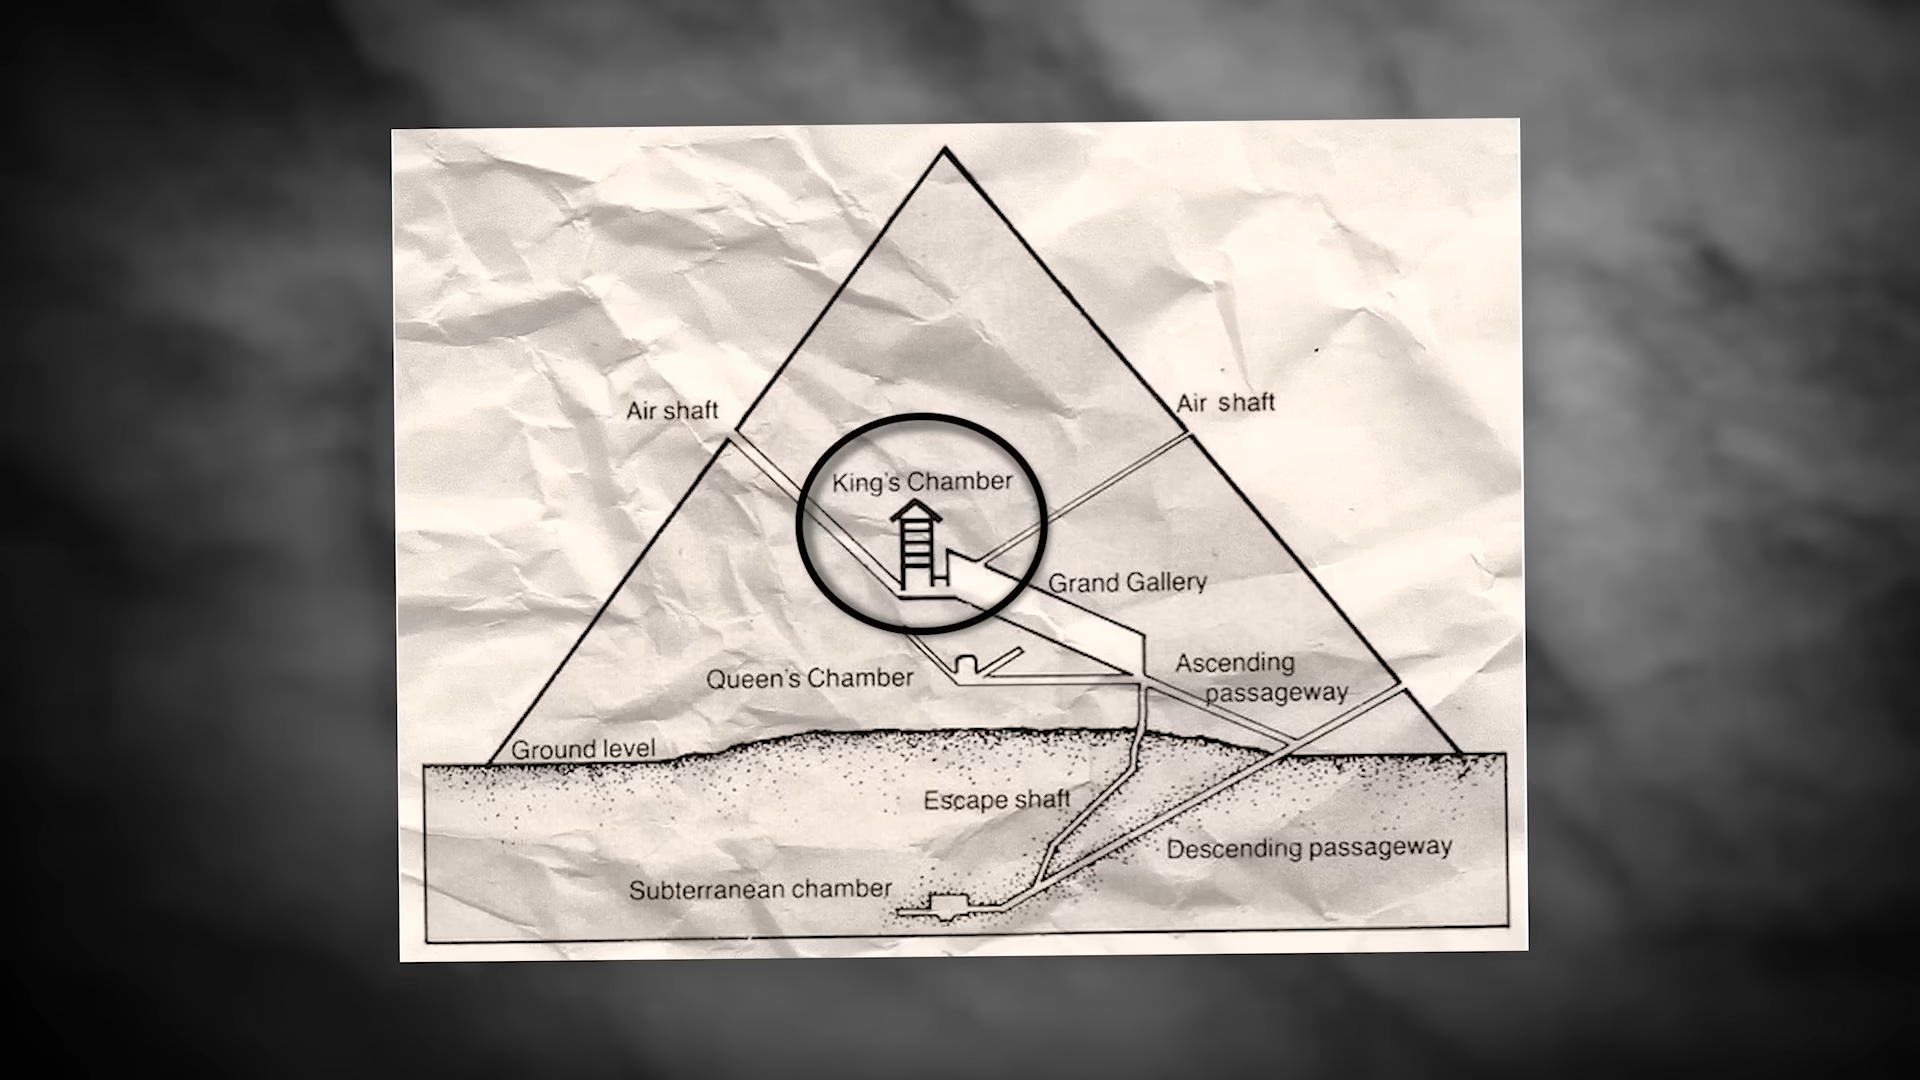 Air shaft
Air shaft
King's Chamber
Grand Gallery
Ascending
passageway
Queen's Chamber
Ground level
Escape shaft
Descending passageway
Subterranean chamber